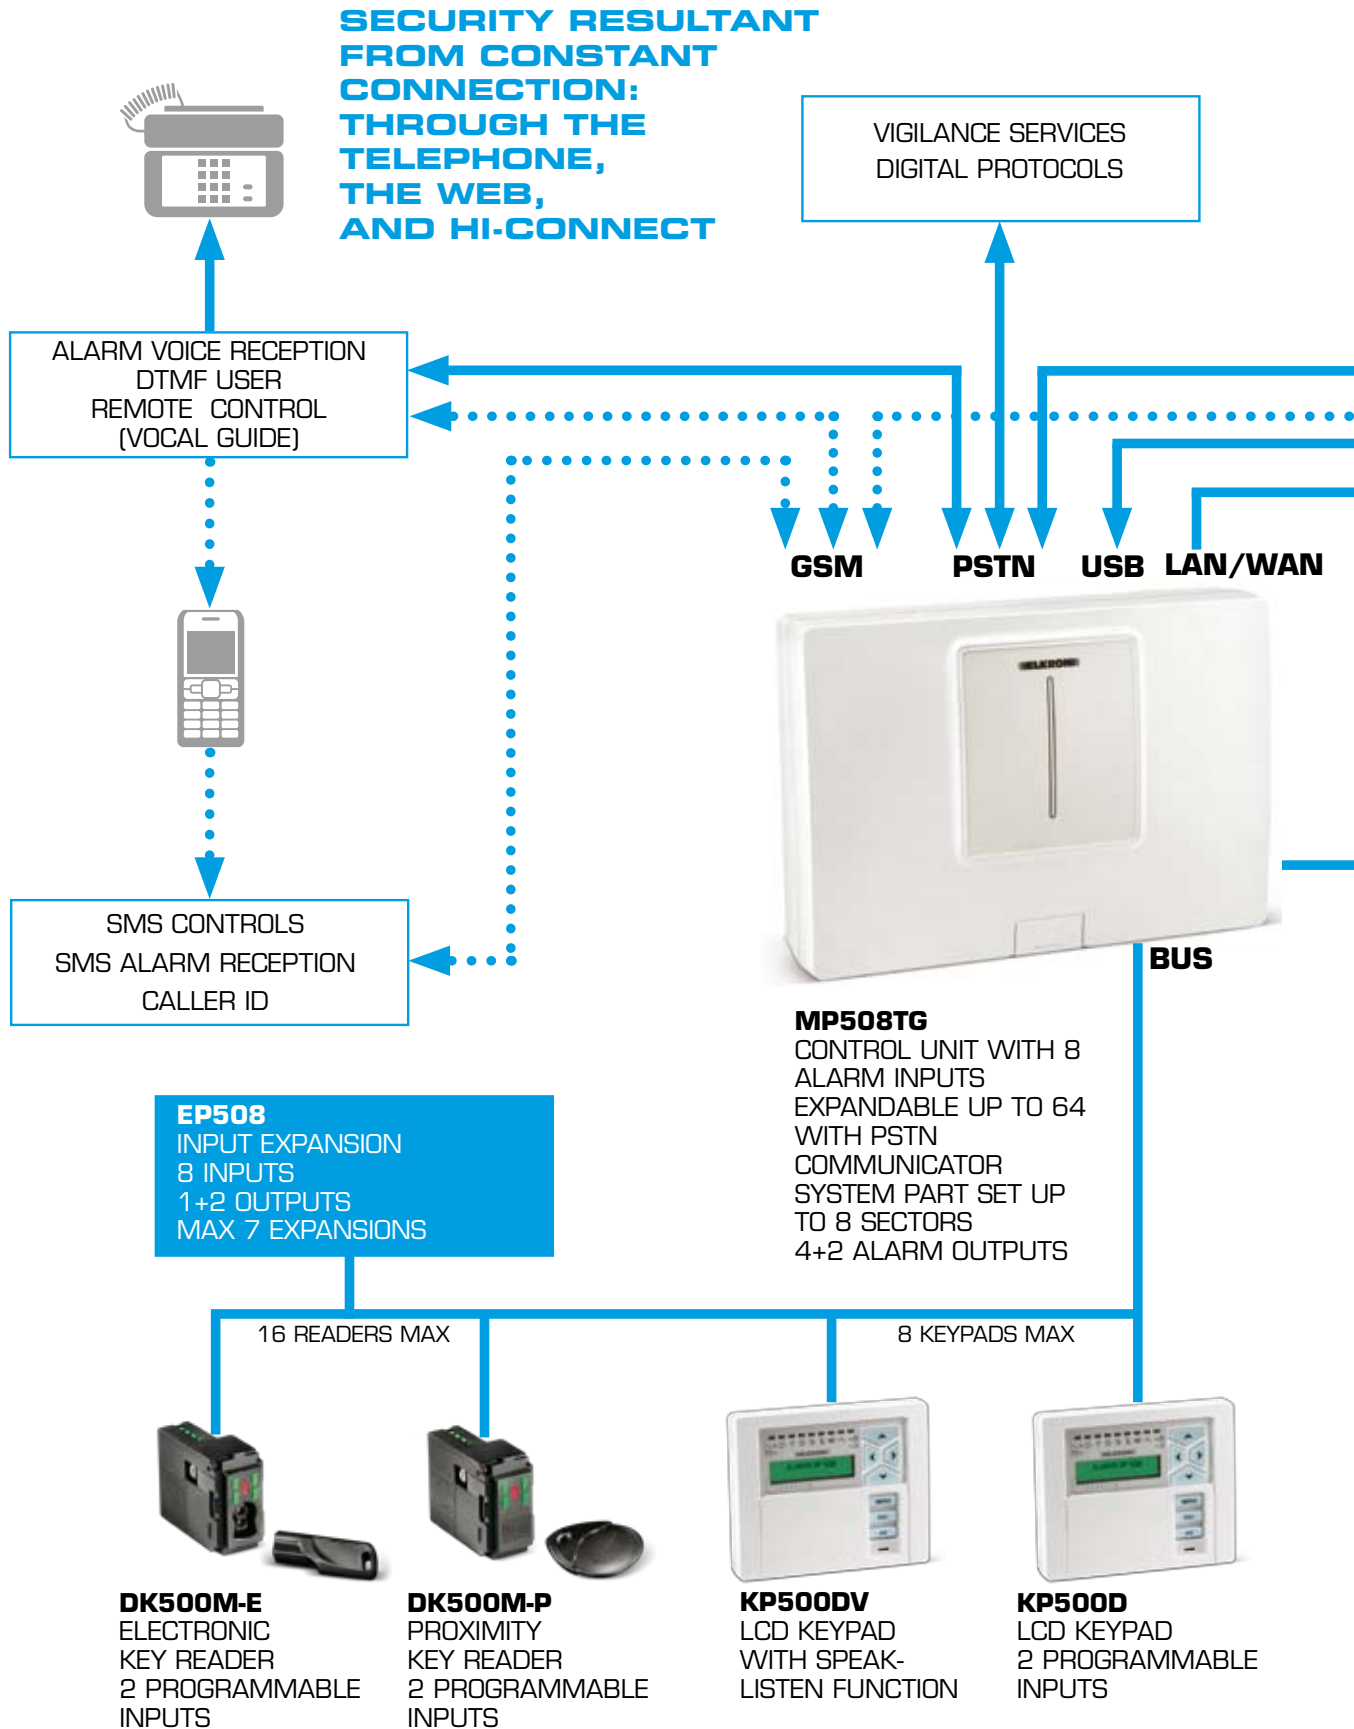 SECURITY RESULTANT
FROM CONSTANT
CONNECTION:
THROUGH THE
TELEPHONE,
THE WEB,
AND HI-CONNECT
VIGILANCE SERVICES
DIGITAL PROTOCOLS
ALARM VOICE RECEPTION
DTMF USER
REMOTE CONTROL
(VOCAL GUIDE)
GSM
PSTN
USB
LAN/WAN
ELKRON
SMS CONTROLS
SMS ALARM RECEPTION
CALLER ID
BUS
MP508TG
CONTROL UNIT WITH 8
ALARM INPUTS
EXPANDABLE UP TO 64
WITH PSTN
COMMUNICATOR
SYSTEM PART SET UP
TO 8 SECTORS
4+2 ALARM OUTPUTS
EP508
INPUT EXPANSION
8 INPUTS
1+2 OUTPUTS
MAX 7 EXPANSIONS
16 READERS MAX
8 KEYPADS MAX
DK500M-E
ELECTRONIC
KEY READER
2 PROGRAMMABLE
INPUTS
DK500M-P
PROXIMITY
KEY READER
2 PROGRAMMABLE
INPUTS
KP500DV
LCD KEYPAD
WITH SPEAK-
LISTEN FUNCTION
KP500D
LCD KEYPAD
2 PROGRAMMABLE
INPUTS